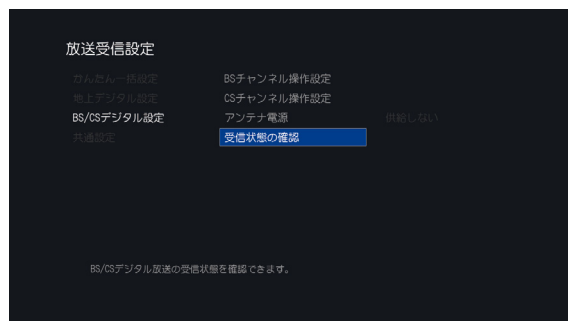 放送受信設定
かんたん一括設定 BSチャンネル操作設定
地上デジタル設定 CSチャンネル操作設定
BS/CSデジタル設定 アンテナ電源 供給しない
共通設定 受信状態の確認
BS/CSデジタル放送の受信状態を確認できます。